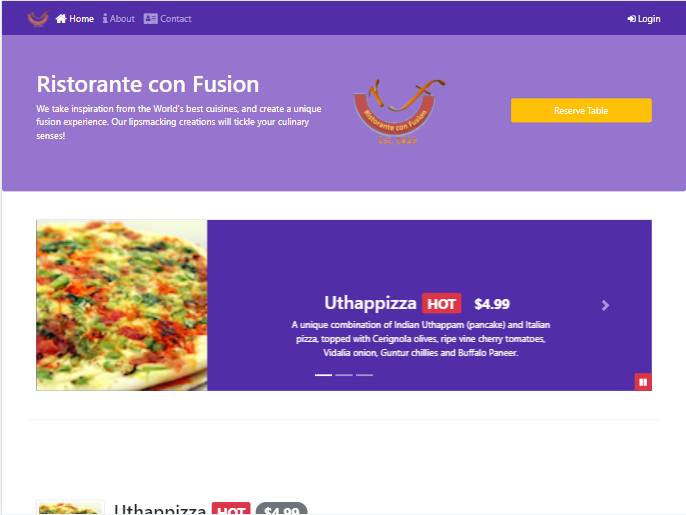 Home About Contact Login
Ristorante con Fusion
We take inspiration from the World's best cuisines, and create a unique
fusion experience. Our lipsmacking creations will tickle your culinary
senses!
Ristorante con Fusion
Reserve Table
Uthappizza HOT $4.99
A unique combination of Indian Uthappam (pancake) and Italian
pizza, topped with Cerignola olives, ripe vine cherry tomatoes,
Vidalia onion, Guntur chillies and Buffalo Paneer.
Uthappizza HOT $4.99